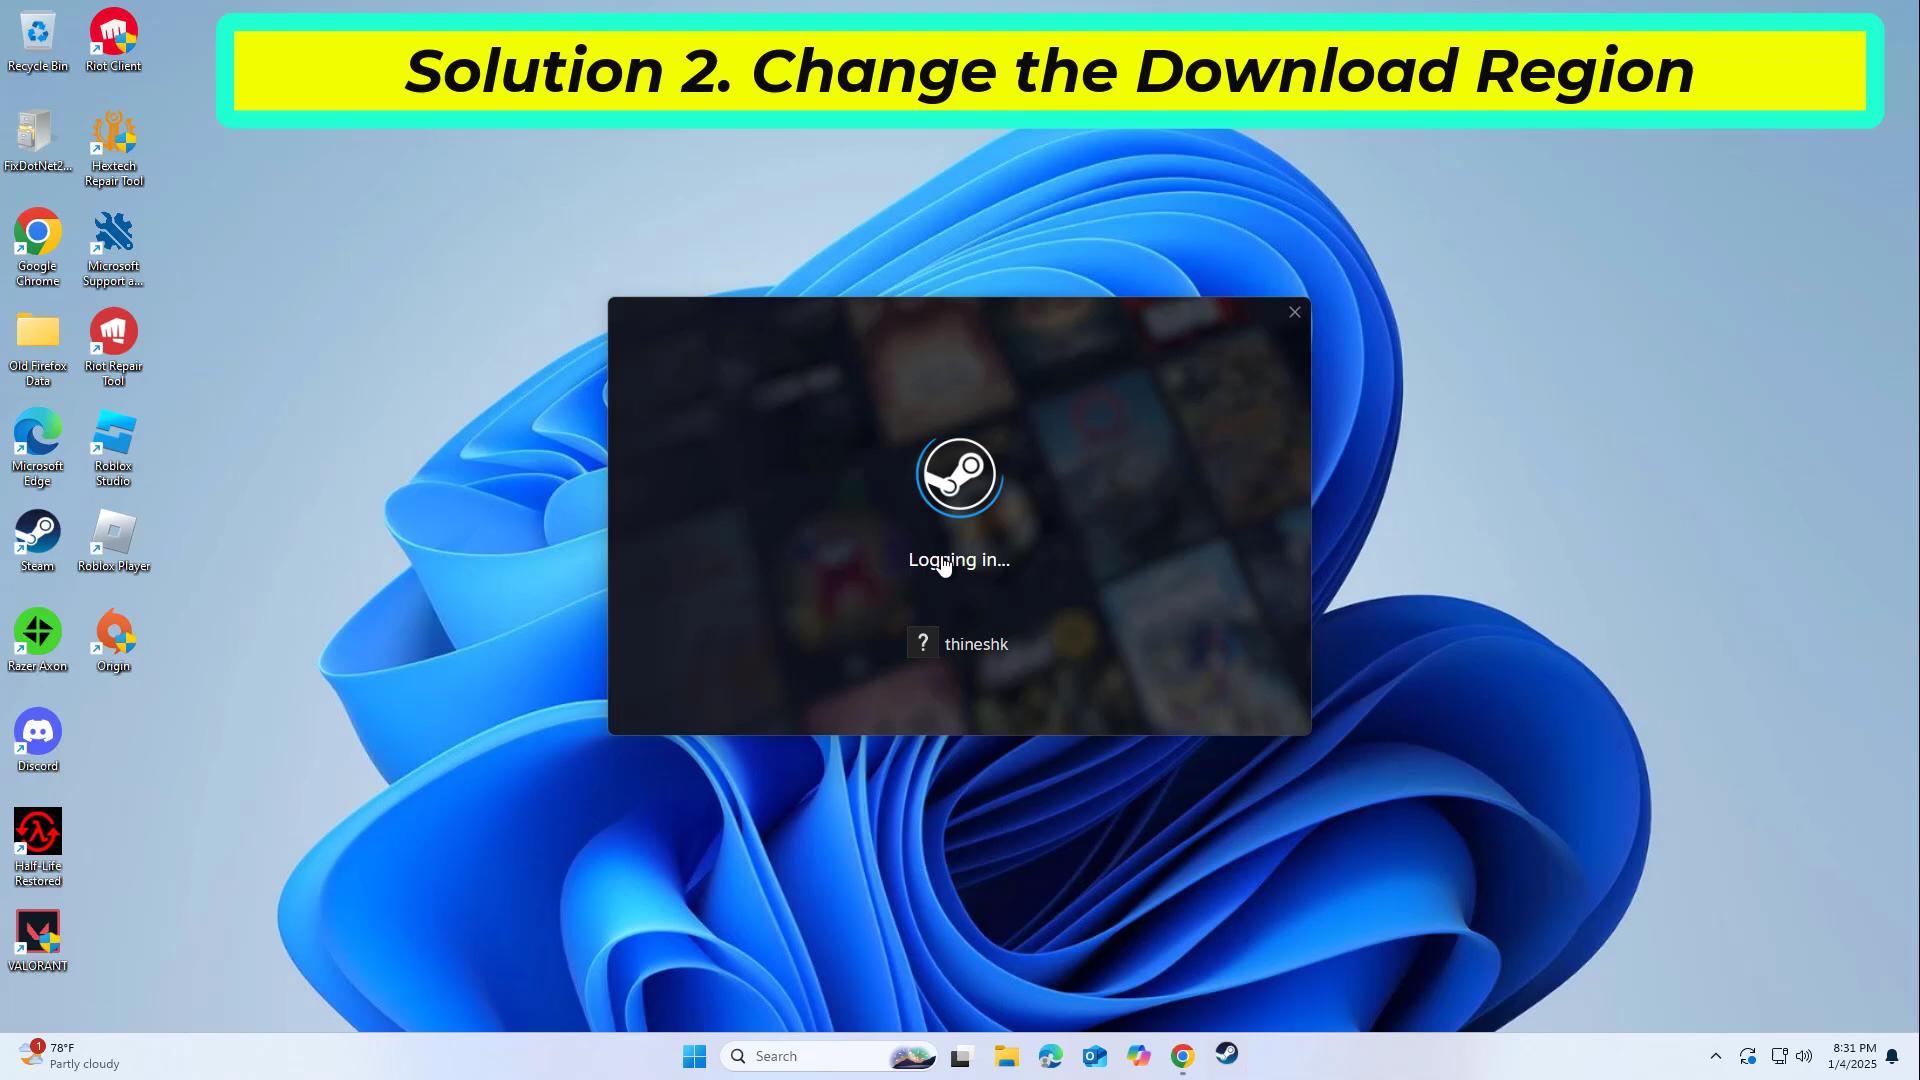 Solution 2. Change the Download Region
Recycle Bin
Riot Client
FixDotNet2...
Hextech
Repair Tool
Google
Chrome
Microsoft
Support a...
Old Firefox
Data
Riot Repair
Tool
Microsoft
Edge
Roblox
Studio
Steam
Roblox Player
Razer Axon
Origin
Discord
Half-Life
Restored
VALORANT
Logging in...
? thineshk
1
78°F
Partly cloudy
Search
8:31 PM
1/4/2025